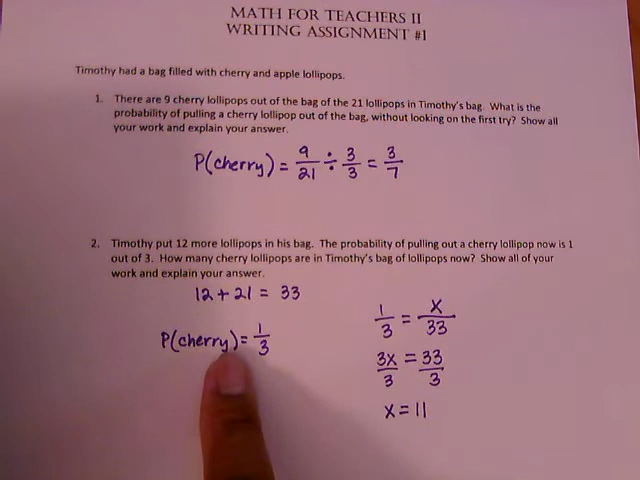 MATH FOR TEACHERS II
WRITING ASSIGNMENT #1
Timothy had a bag filled with cherry and apple lollipops.
1. There are 9 cherry lollipops out of the bag of the 21 lollipops in Timothy's bag. What is the
probability of pulling a cherry lollipop out of the bag, without looking on the first try? Show all
your work and explain your answer.
P(cherry) = 9/21 ÷ 3/3 = 3/7
2. Timothy put 12 more lollipops in his bag. The probability of pulling out a cherry lollipop now is 1
out of 3. How many cherry lollipops are in Timothy's bag of lollipops now? Show all of your
work and explain your answer.
12 + 21 = 33
P(cherry) = 1/3
1/3 = x/33
3x/3 = 33/3
x = 11